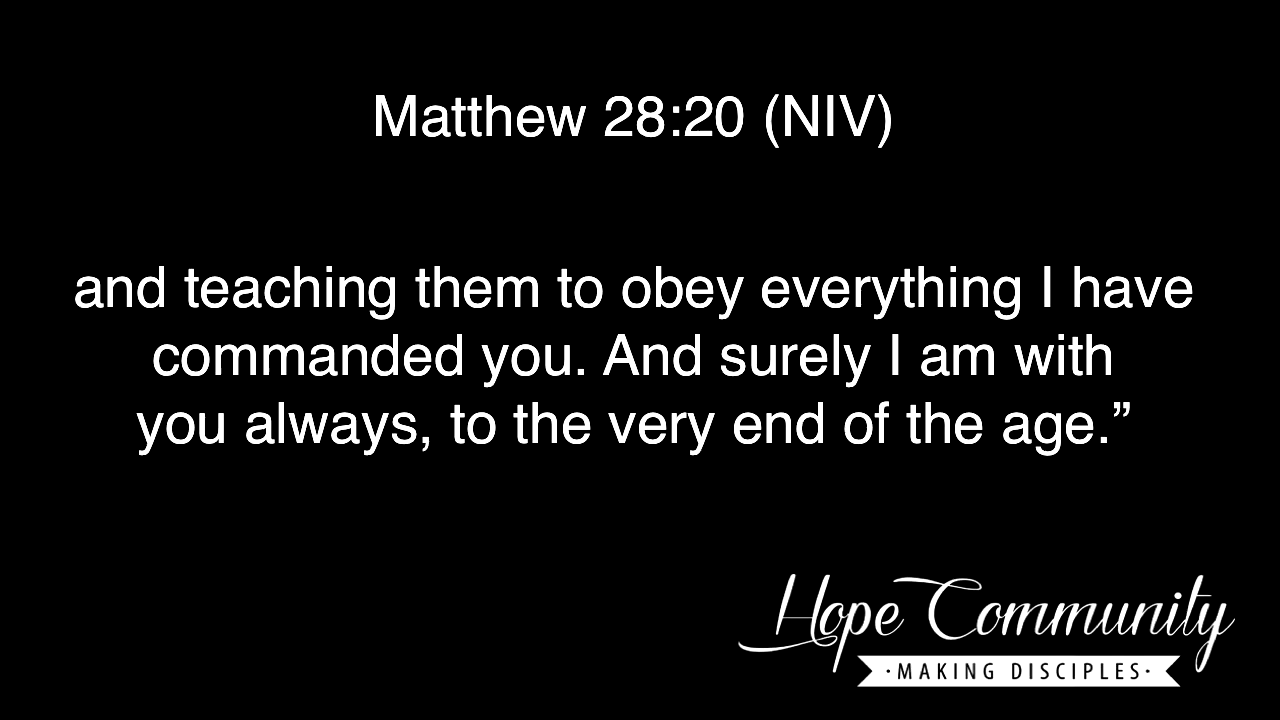 Matthew 28:20 (NIV)
and teaching them to obey everything I have
commanded you. And surely I am with
you always, to the very end of the age.”
Hope Community
·MAKING DISCIPLES·